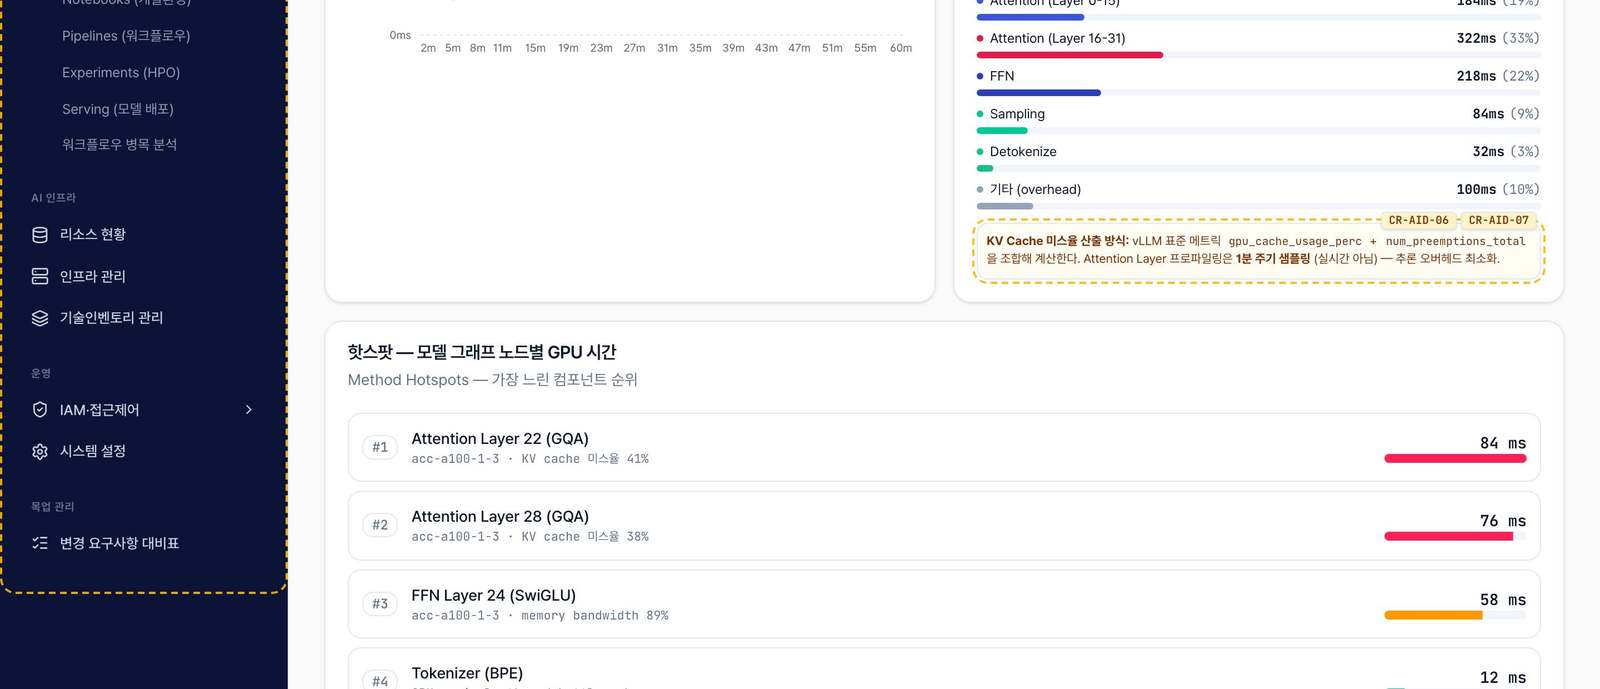 Notebooks (개발환경)
Pipelines (워크플로우)
Experiments (HPO)
Serving (모델 배포)
워크플로우 병목 분석
AI 인프라
리소스 현황
인프라 관리
기술인벤토리 관리
운영
IAM·접근제어
시스템 설정
목업 관리
변경 요구사항 대비표
0ms
2m 5m 8m 11m 15m 19m 23m 27m 31m 35m 39m 43m 47m 51m 55m 60m
Attention (Layer 0-15) 184ms (19%)
Attention (Layer 16-31) 322ms (33%)
FFN 218ms (22%)
Sampling 84ms (9%)
Detokenize 32ms (3%)
기타 (overhead) 100ms (10%)
CR-AID-06 CR-AID-07
KV Cache 미스율 산출 방식: vLLM 표준 메트릭 gpu_cache_usage_perc + num_preemptions_total
을 조합해 계산한다. Attention Layer 프로파일링은 1분 주기 샘플링 (실시간 아님) — 추론 오버헤드 최소화.
핫스팟 — 모델 그래프 노드별 GPU 시간
Method Hotspots — 가장 느린 컴포넌트 순위
#1 Attention Layer 22 (GQA) 84 ms
acc-a100-1-3 · KV cache 미스율 41%
#2 Attention Layer 28 (GQA) 76 ms
acc-a100-1-3 · KV cache 미스율 38%
#3 FFN Layer 24 (SwiGLU) 58 ms
acc-a100-1-3 · memory bandwidth 89%
#4 Tokenizer (BPE) 12 ms